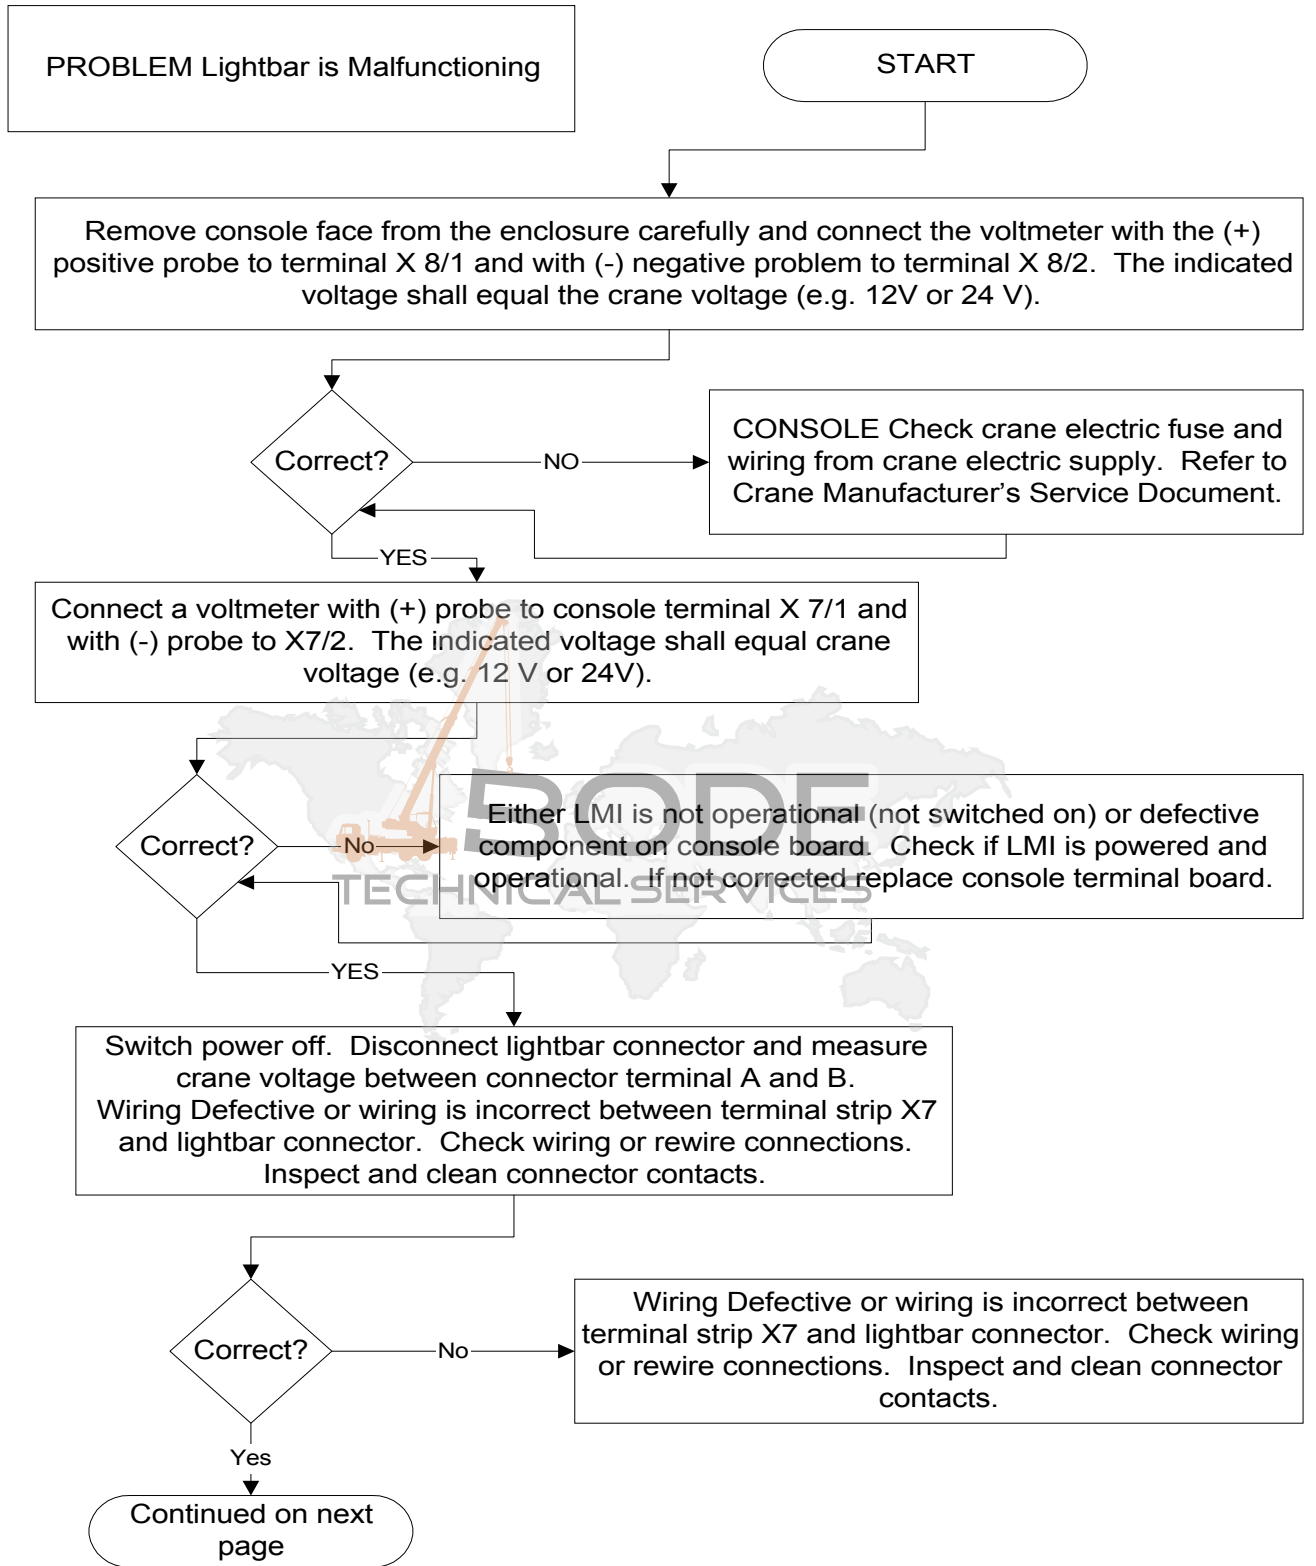 PROBLEM Lightbar is Malfunctioning
START
Remove console face from the enclosure carefully and connect the voltmeter with the (+)
positive probe to terminal X 8/1 and with (-) negative problem to terminal X 8/2.  The indicated
voltage shall equal the crane voltage (e.g. 12V or 24 V).
Correct?
NO
CONSOLE Check crane electric fuse and
wiring from crane electric supply.  Refer to
Crane Manufacturer's Service Document.
YES
Connect a voltmeter with (+) probe to console terminal X 7/1 and
with (-) probe to X7/2.  The indicated voltage shall equal crane
voltage (e.g. 12 V or 24V).
Correct?
No
Either LMI is not operational (not switched on) or defective
component on console board.  Check if LMI is powered and
operational.  If not corrected replace console terminal board.
BODE
TECHNICAL SERVICES
YES
Switch power off.  Disconnect lightbar connector and measure
crane voltage between connector terminal A and B.
Wiring Defective or wiring is incorrect between terminal strip X7
and lightbar connector.  Check wiring or rewire connections.
Inspect and clean connector contacts.
Correct?
No
Wiring Defective or wiring is incorrect between
terminal strip X7 and lightbar connector.  Check wiring
or rewire connections.  Inspect and clean connector
contacts.
Yes
Continued on next
page